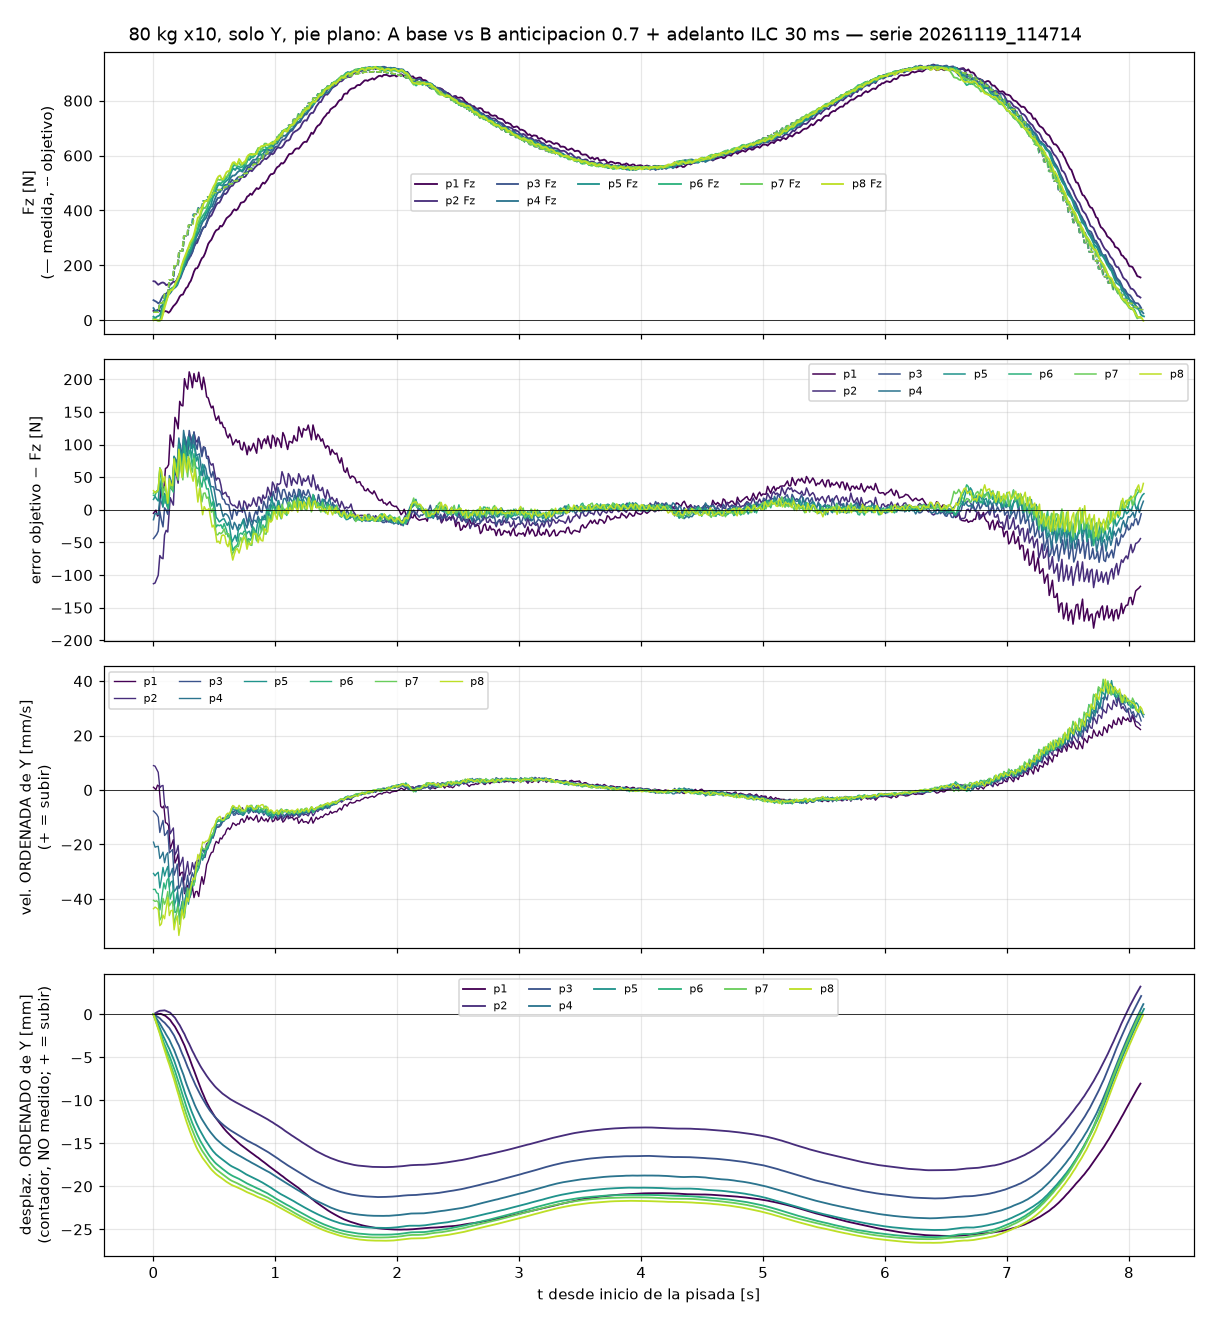 80 kg x10, solo Y, pie plano: A base vs B anticipacion 0.7 + adelanto ILC 30 ms — serie 20261119_114714
Fz [N]
(— medida, -- objetivo)
800
600
400
200
0
p1 Fz p3 Fz p5 Fz p6 Fz p7 Fz p8 Fz
p2 Fz p4 Fz
error objetivo − Fz [N]
200
150
100
50
0
−50
−100
−150
−200
p1 p3 p5 p6 p7 p8
p2 p4
vel. ORDENADA de Y [mm/s]
(+ = subir)
40
20
0
−20
−40
p1 p3 p5 p6 p7 p8
p2 p4
desplaz. ORDENADO de Y [mm]
(contador, NO medido; + = subir)
0
−5
−10
−15
−20
−25
p1 p3 p5 p6 p7 p8
p2 p4
0 1 2 3 4 5 6 7 8
t desde inicio de la pisada [s]